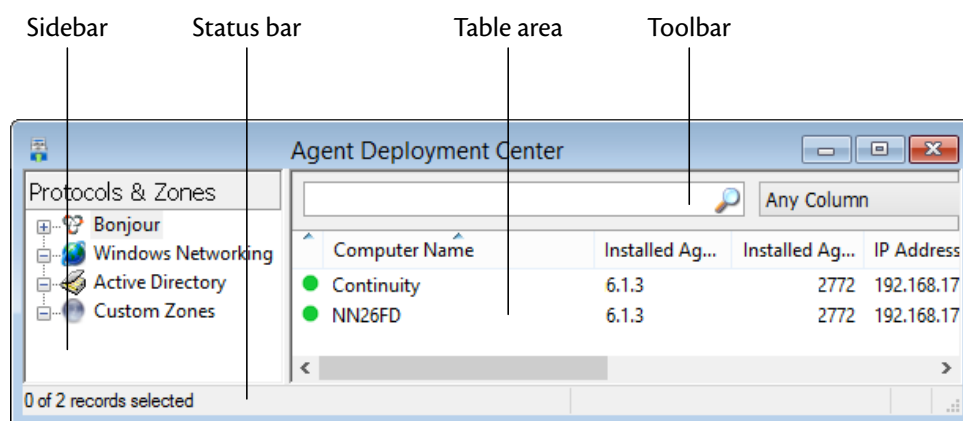 Sidebar Status bar Table area Toolbar
Agent Deployment Center
Protocols & Zones
Any Column
Bonjour
Windows Networking
Active Directory
Custom Zones
Computer Name Installed Ag... Installed Ag... IP Address
Continuity 6.1.3 2772 192.168.17
NN26FD 6.1.3 2772 192.168.17
0 of 2 records selected